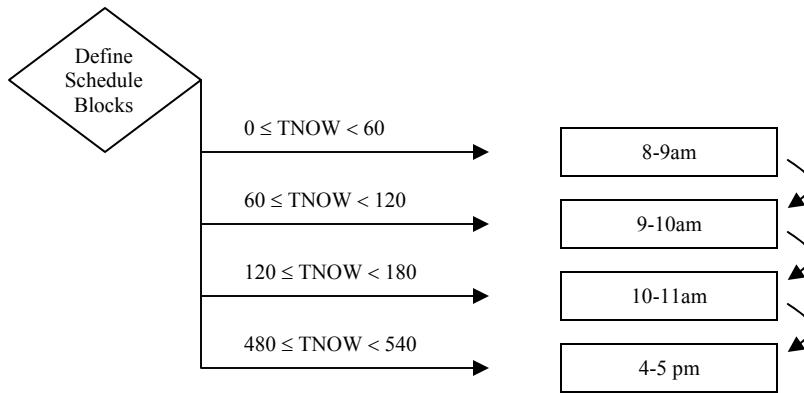 Define
Schedule
Blocks
0 ≤ TNOW < 60
8-9am
60 ≤ TNOW < 120
9-10am
120 ≤ TNOW < 180
10-11am
480 ≤ TNOW < 540
4-5 pm